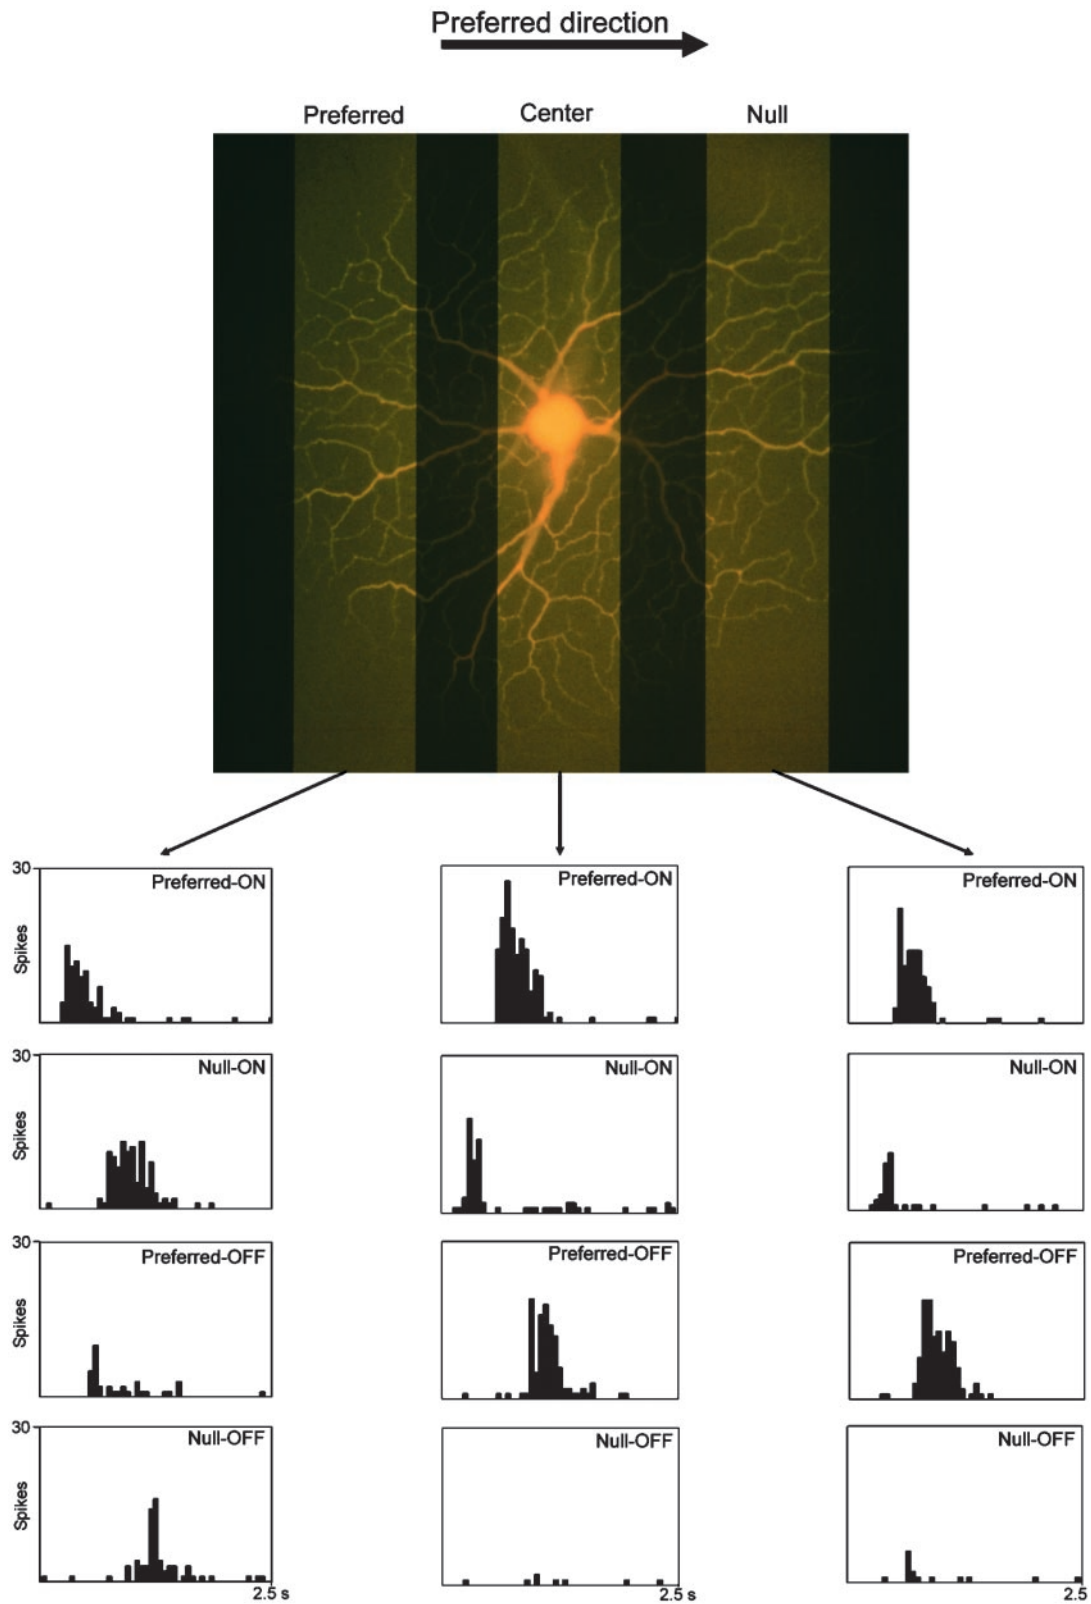 Preferred direction
Preferred Center Null
30
Spikes
Preferred-ON
Preferred-ON
Preferred-ON
30
Spikes
Null-ON
Null-ON
Null-ON
30
Spikes
Preferred-OFF
Preferred-OFF
Preferred-OFF
30
Spikes
Null-OFF
Null-OFF
Null-OFF
2.5 s
2.5 s
2.5